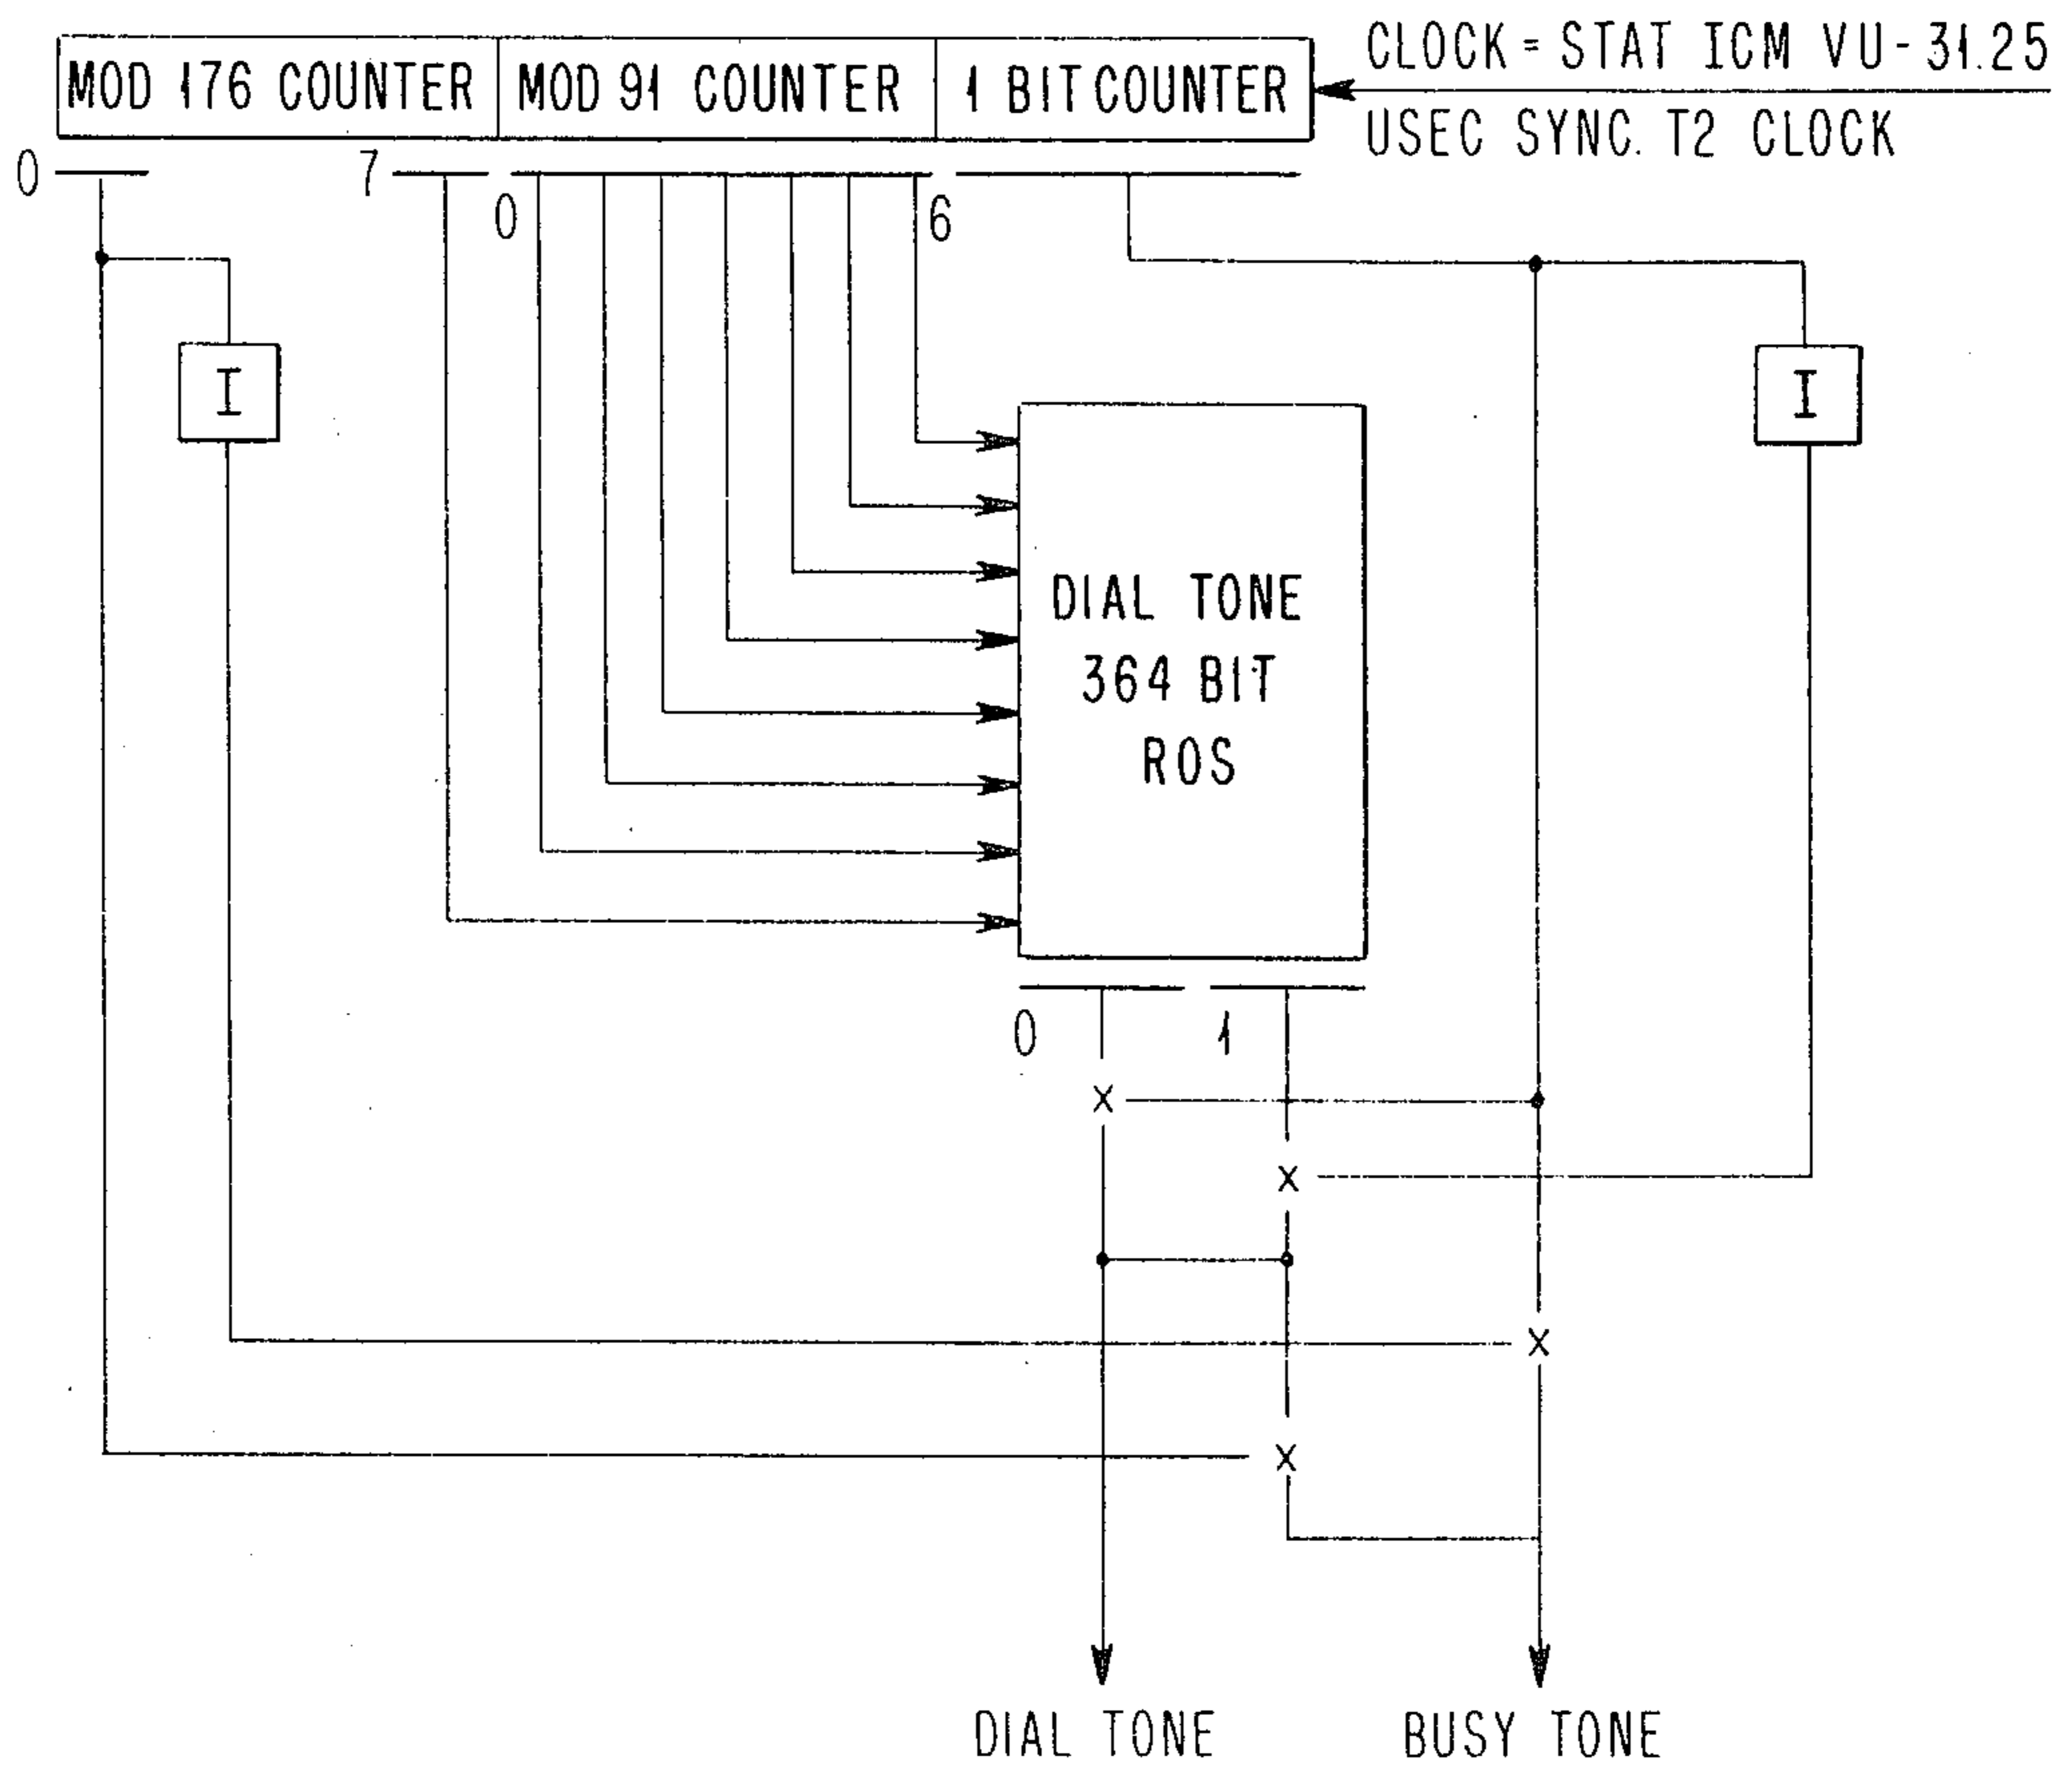 CLOCK = STAT ICM VU - 31.25
MOD 176 COUNTER MOD 91 COUNTER 1 BIT COUNTER
USEC SYNC. T2 CLOCK
0 7
0 6
I I
DIAL TONE
364 BIT
ROS
0 1
X
X
X
X
DIAL TONE BUSY TONE